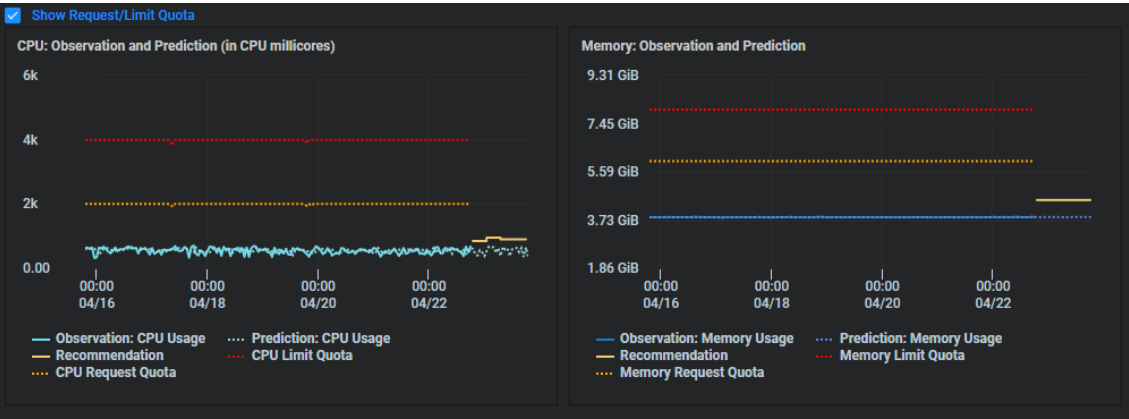 Show Request/Limit Quota
CPU: Observation and Prediction (in CPU millicores)
6k
4k
2k
0.00
00:00 00:00 00:00 00:00
04/16 04/18 04/20 04/22
Observation: CPU Usage Prediction: CPU Usage
Recommendation CPU Limit Quota
CPU Request Quota
Memory: Observation and Prediction
9.31 GiB
7.45 GiB
5.59 GiB
3.73 GiB
1.86 GiB
00:00 00:00 00:00 00:00
04/16 04/18 04/20 04/22
Observation: Memory Usage Prediction: Memory Usage
Recommendation Memory Limit Quota
Memory Request Quota